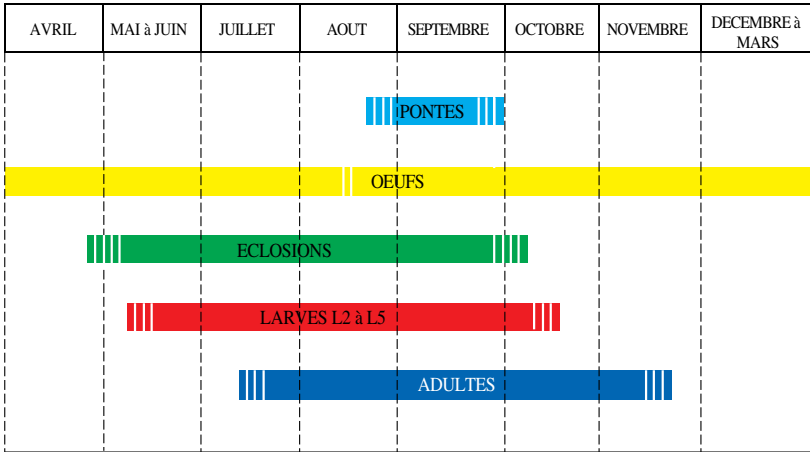 AVRIL
MAI à JUIN
JUILLET
AOUT
SEPTEMBRE
OCTOBRE
NOVEMBRE
DECEMBRE à
MARS
PONTES
OEUFS
ECLOSIONS
LARVES L2 à L5
ADULTES